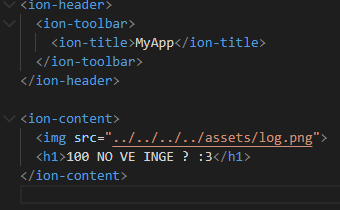 <ion-header>
<ion-toolbar>
<ion-title>MyApp</ion-title>
</ion-toolbar>
</ion-header>
<ion-content>
<img src="../../../../assets/log.png">
<h1>100 NO VE INGE ? :3</h1>
</ion-content>